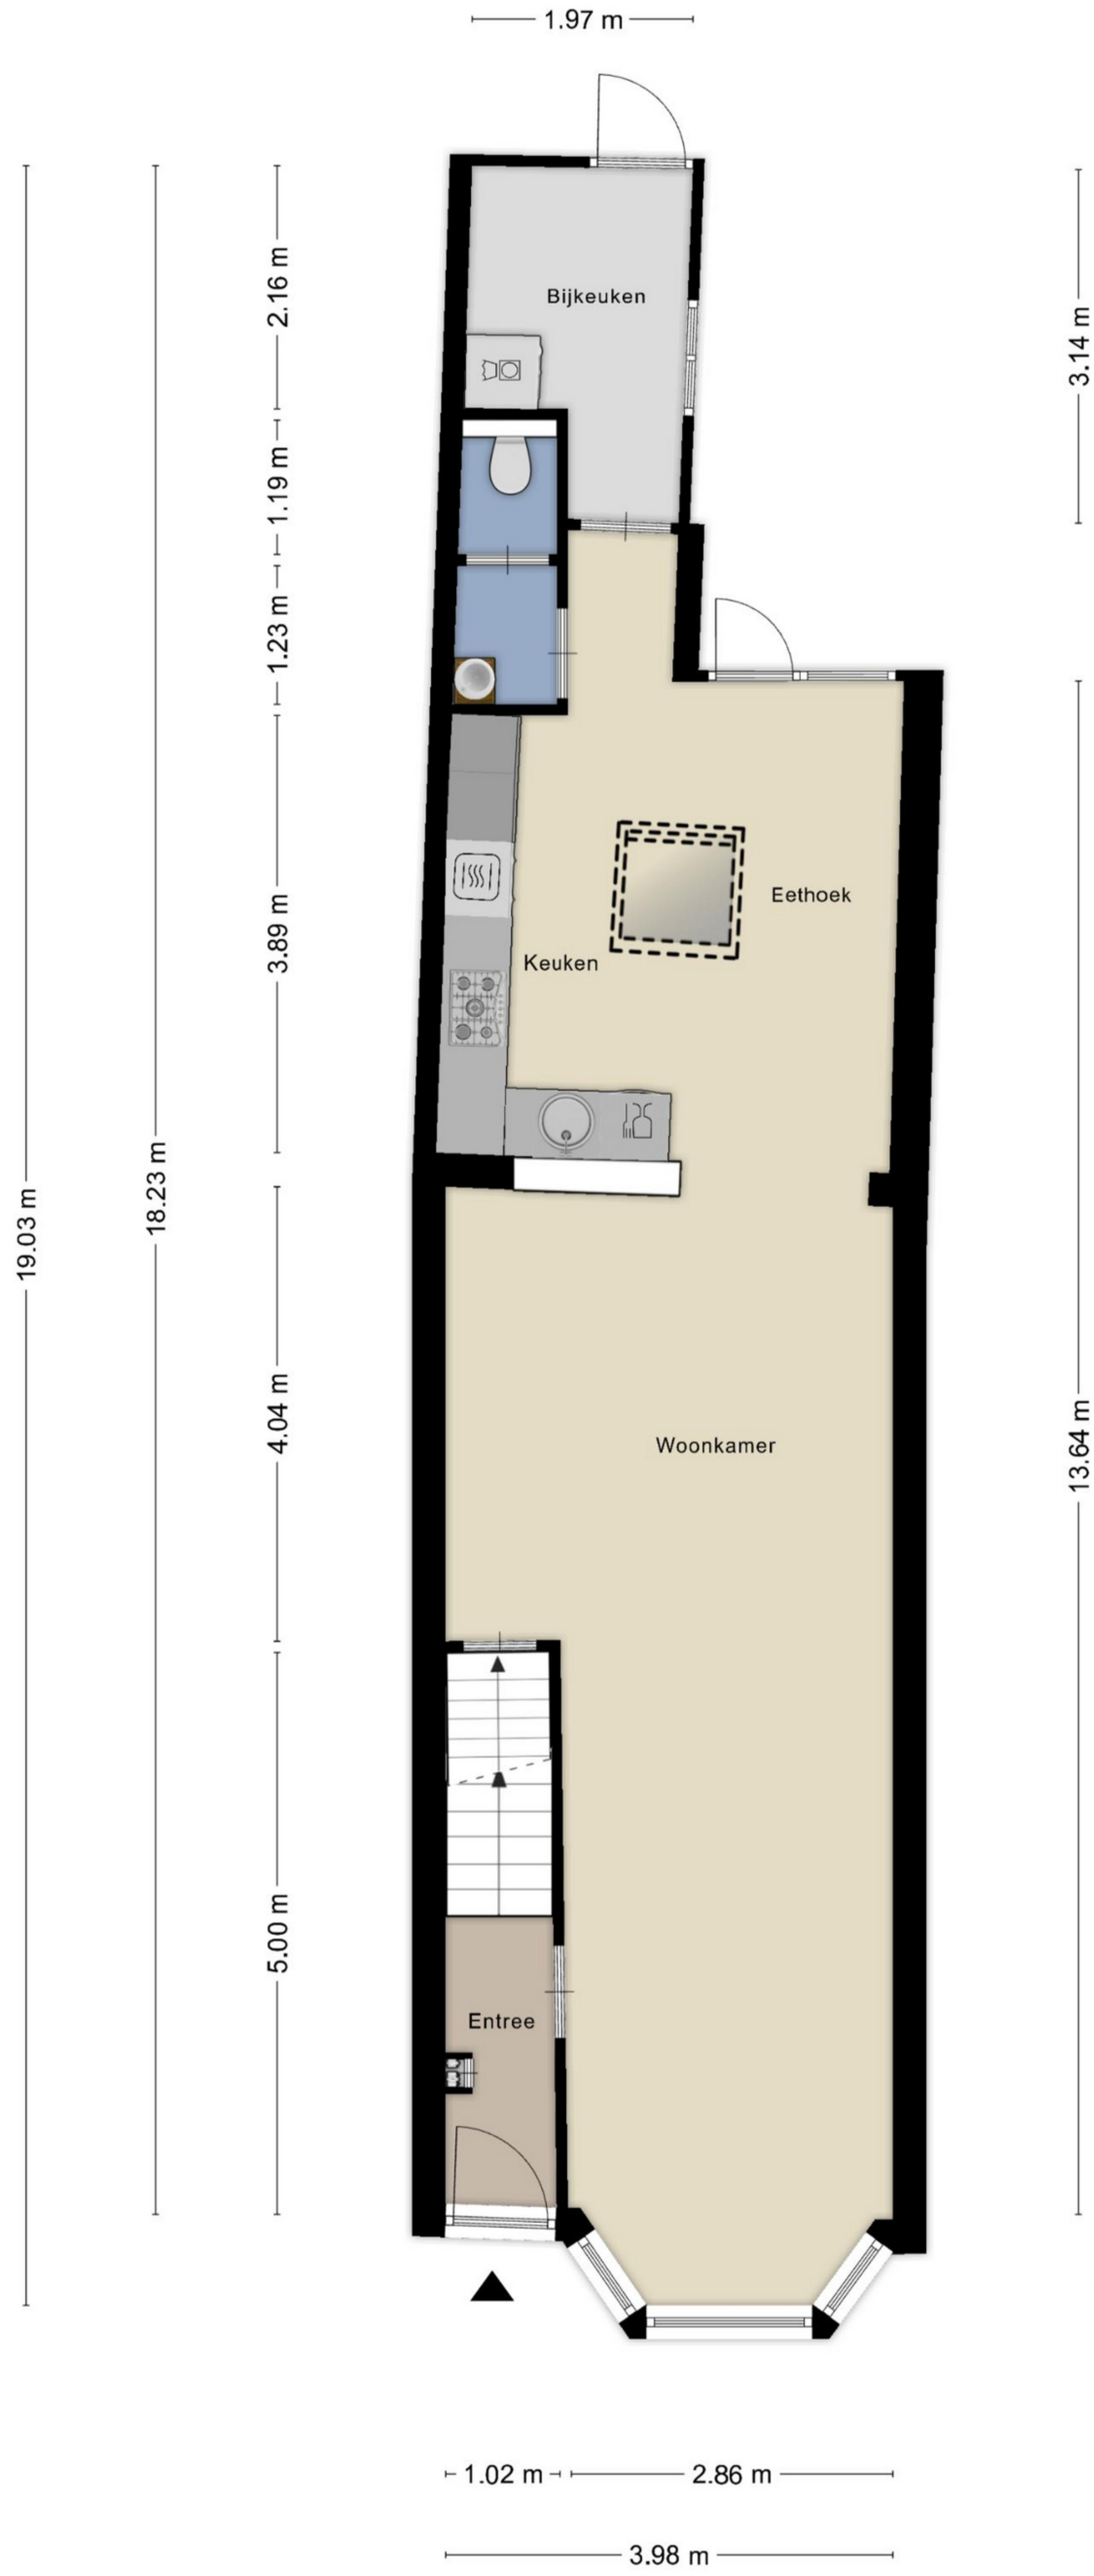 1.97 m
2.16 m
Bijkeuken
3.14 m
1.19 m
1.23 m
Eethoek
3.89 m
Keuken
18.23 m
19.03 m
4.04 m
Woonkamer
13.64 m
5.00 m
Entree
1.02 m
2.86 m
3.98 m